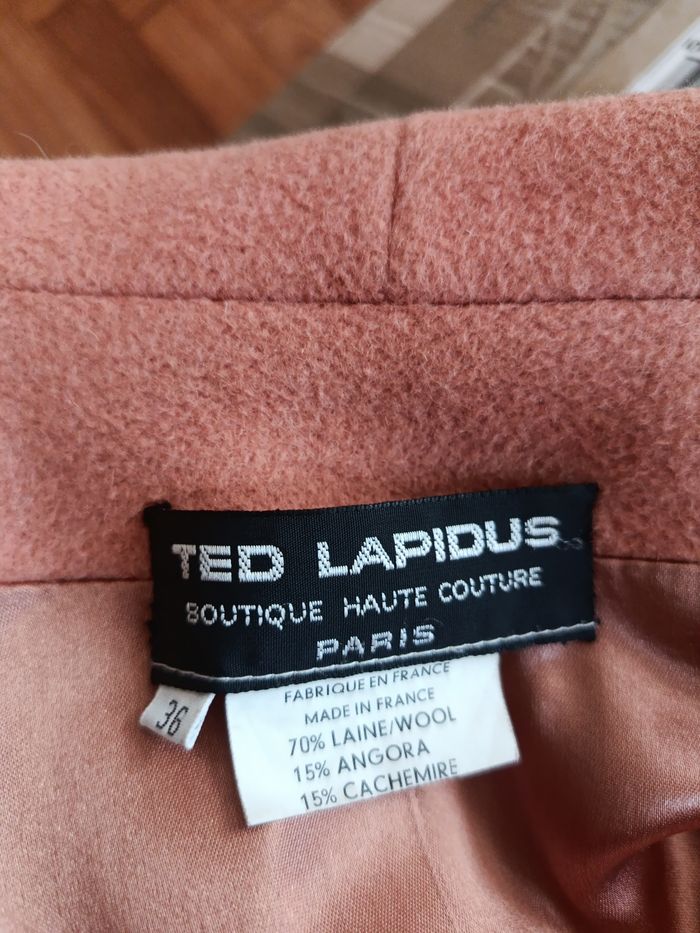 TED LAPIDUS
BOUTIQUE HAUTE COUTURE
PARIS
36
FABRIQUE EN FRANCE
MADE IN FRANCE
70% LAINE/WOOL
15% ANGORA
15% CACHEMIRE